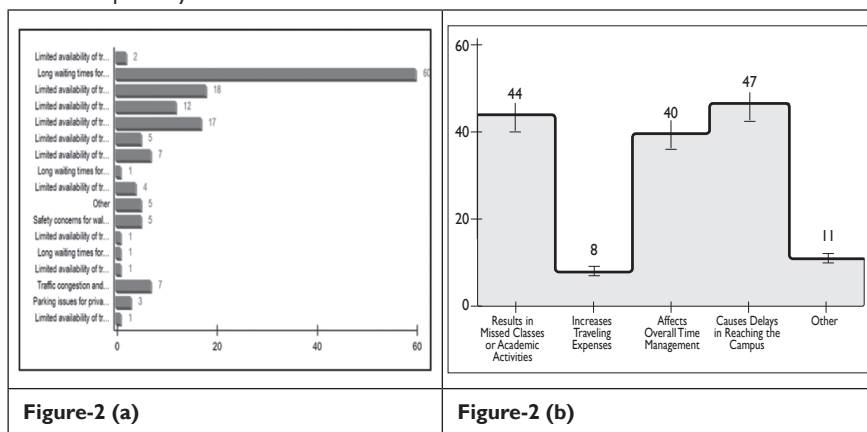 Limited availability of tr... 2
Long waiting times for... 60
Limited availability of tr... 18
Limited availability of tr... 12
Limited availability of tr... 17
Limited availability of tr... 5
Limited availability of tr... 7
Long waiting times for... 1
Limited availability of tr... 4
Other 5
Safety concerns for wal... 5
Limited availability of tr... 1
Long waiting times for... 1
Limited availability of tr... 1
Traffic congestion and... 7
Parking issues for priva... 3
Limited availability of tr... 1
0 20 40 60
60
40
20
0
44
8
40
47
11
Results in
Missed Classes
or Academic
Activities
Increases
Traveling
Expenses
Affects
Overall Time
Management
Causes Delays
in Reaching the
Campus
Other
Figure-2 (a)
Figure-2 (b)